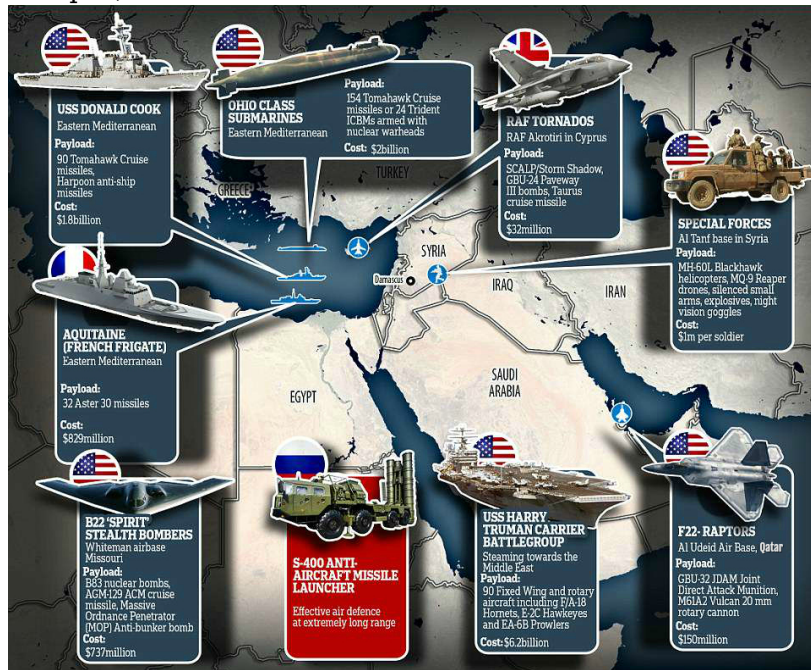 USS DONALD COOK
Eastern Mediterranean
Payload:
90 Tomahawk Cruise
missiles,
Harpoon anti-ship
missiles
Cost:
$1.8billion
OHIO CLASS
SUBMARINES
Eastern Mediterranean
Payload:
154 Tomahawk Cruise
missiles or 24 Trident
ICBMs armed with
nuclear warheads
Cost: $2billion
RAF TORNADOS
RAF Akrotiri in Cyprus
Payload:
SCALP/Storm Shadow,
GBU-24 Paveway
III bombs, Taurus
cruise missile
Cost:
$32million
SPECIAL FORCES
Al Tanf base in Syria
Payload:
MH-60L Blackhawk
helicopters, MQ-9 Reaper
drones, silenced small
arms, explosives, night
vision goggles
Cost:
$1m per soldier
GREECE
TURKEY
SYRIA
Damascus
IRAQ
IRAN
EGYPT
SAUDI
ARABIA
AQUITAINE
(FRENCH FRIGATE)
Eastern Mediterranean
Payload:
32 Aster 30 missiles
Cost:
$829million
B22 'SPIRIT'
STEALTH BOMBERS
Whiteman airbase
Missouri
Payload:
B83 nuclear bombs,
AGM-129 ACM cruise
missile, Massive
Ordnance Penetrator
(MOP) Anti-bunker bomb
Cost:
$737million
S-400 ANTI-
AIRCRAFT MISSILE
LAUNCHER
Effective air defence
at extremely long range
USS HARRY
TRUMAN CARRIER
BATTLEGROUP
Steaming towards the
Middle East
Payload:
90 Fixed Wing and rotary
aircraft including F/A-18
Hornets, E-2C Hawkeyes
and EA-6B Prowlers
Cost: $6.2billion
F22- RAPTORS
Al Udeid Air Base, Qatar
Payload:
GBU-32 JDAM Joint
Direct Attack Munition,
M61A2 Vulcan 20 mm
rotary cannon
Cost:
$150million